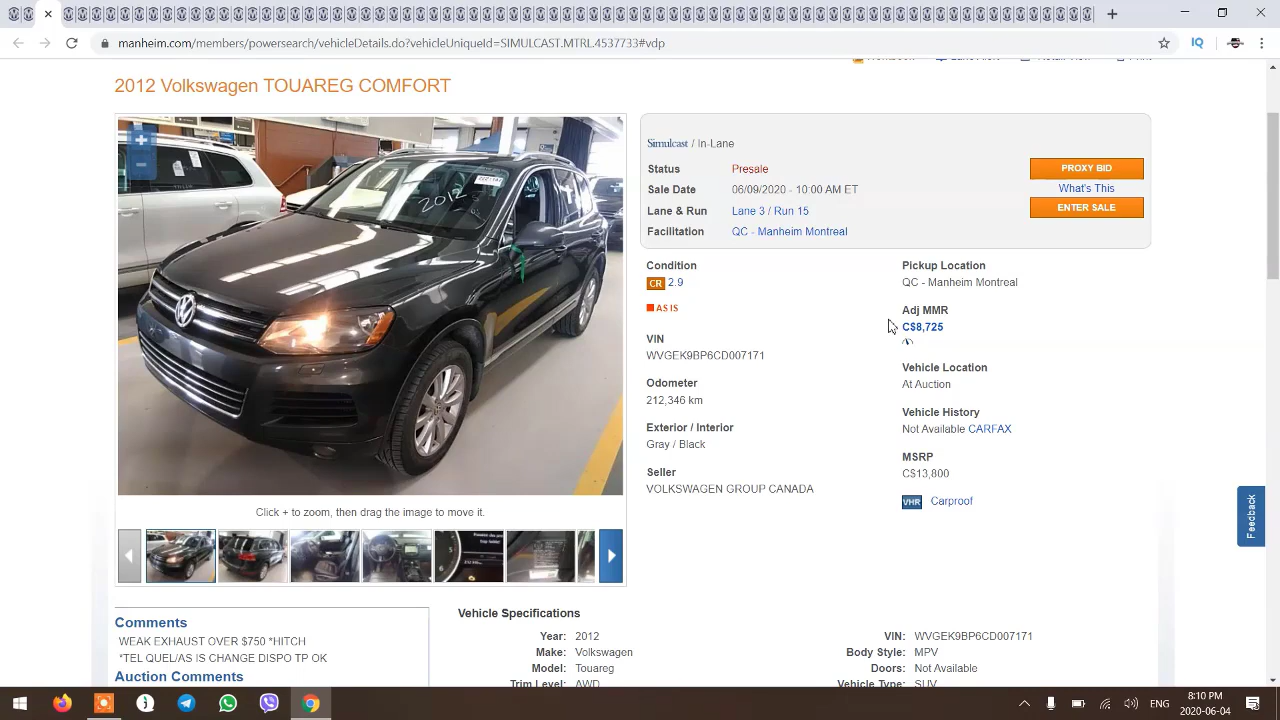 manheim.com/members/powersearch/vehicleDetails.do?vehicleUniqueId=SIMULCAST.MTRL.4537733#vdp
2012 Volkswagen TOUAREG COMFORT
2012
Simulcast / In-Lane
Status Presale
Sale Date 06/09/2020 - 10:00 AM ET
Lane & Run Lane 3 / Run 15
Facilitation QC - Manheim Montreal
PROXY BID
What's This
ENTER SALE
Condition
CR 2.9
AS IS
VIN
WVGEK9BP6CD007171
Odometer
212,346 km
Exterior / Interior
Gray / Black
Seller
VOLKSWAGEN GROUP CANADA
Pickup Location
QC - Manheim Montreal
Adj MMR
C$8,725
Vehicle Location
At Auction
Vehicle History
Not Available CARFAX
MSRP
C$13,800
VHR Carproof
Feedback
Click + to zoom, then drag the image to move it.
Comments
WEAK EXHAUST OVER $750 *HITCH
*TEL QUEL/AS IS CHANGE DISPO TP OK
Auction Comments
Vehicle Specifications
Year: 2012
Make: Volkswagen
Model: Touareg
Trim Level: AWD
VIN: WVGEK9BP6CD007171
Body Style: MPV
Doors: Not Available
Vehicle Type: SUV
ENG
8:10 PM
2020-06-04